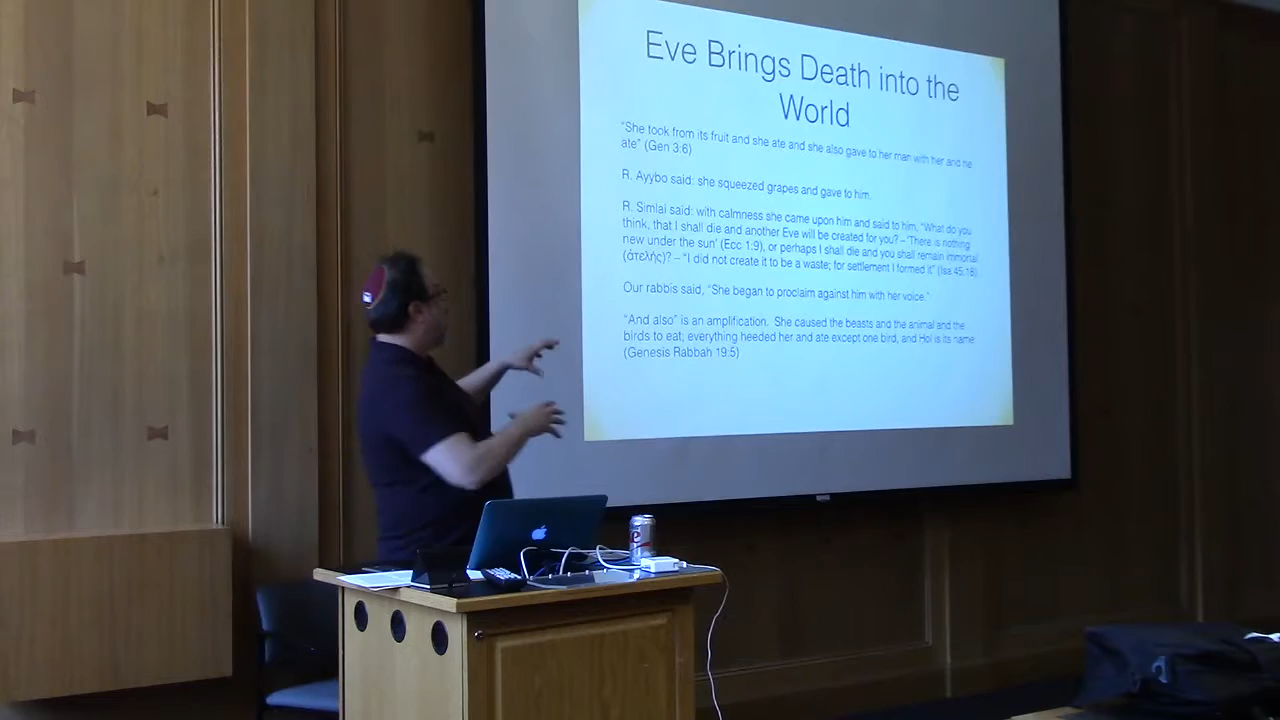 Eve Brings Death into the
World
“She took from its fruit and she ate and she also gave to her man with her and he
ate” (Gen 3:6)
R. Ayybo said: she squeezed grapes and gave to him.
R. Simlai said: with calmness she came upon him and said to him, “What do you
think, that I shall die and another Eve will be created for you? – ‘There is nothing
new under the sun’ (Ecc 1:9), or perhaps I shall die and you shall remain immortal
(ἀτελής)? – “I did not create it to be a waste; for settlement I formed it” (Isa 45:18)
Our rabbis said, “She began to proclaim against him with her voice.”
“And also” is an amplification. She caused the beasts and the animal and the
birds to eat; everything heeded her and ate except one bird, and Hol is its name
(Genesis Rabbah 19:5)